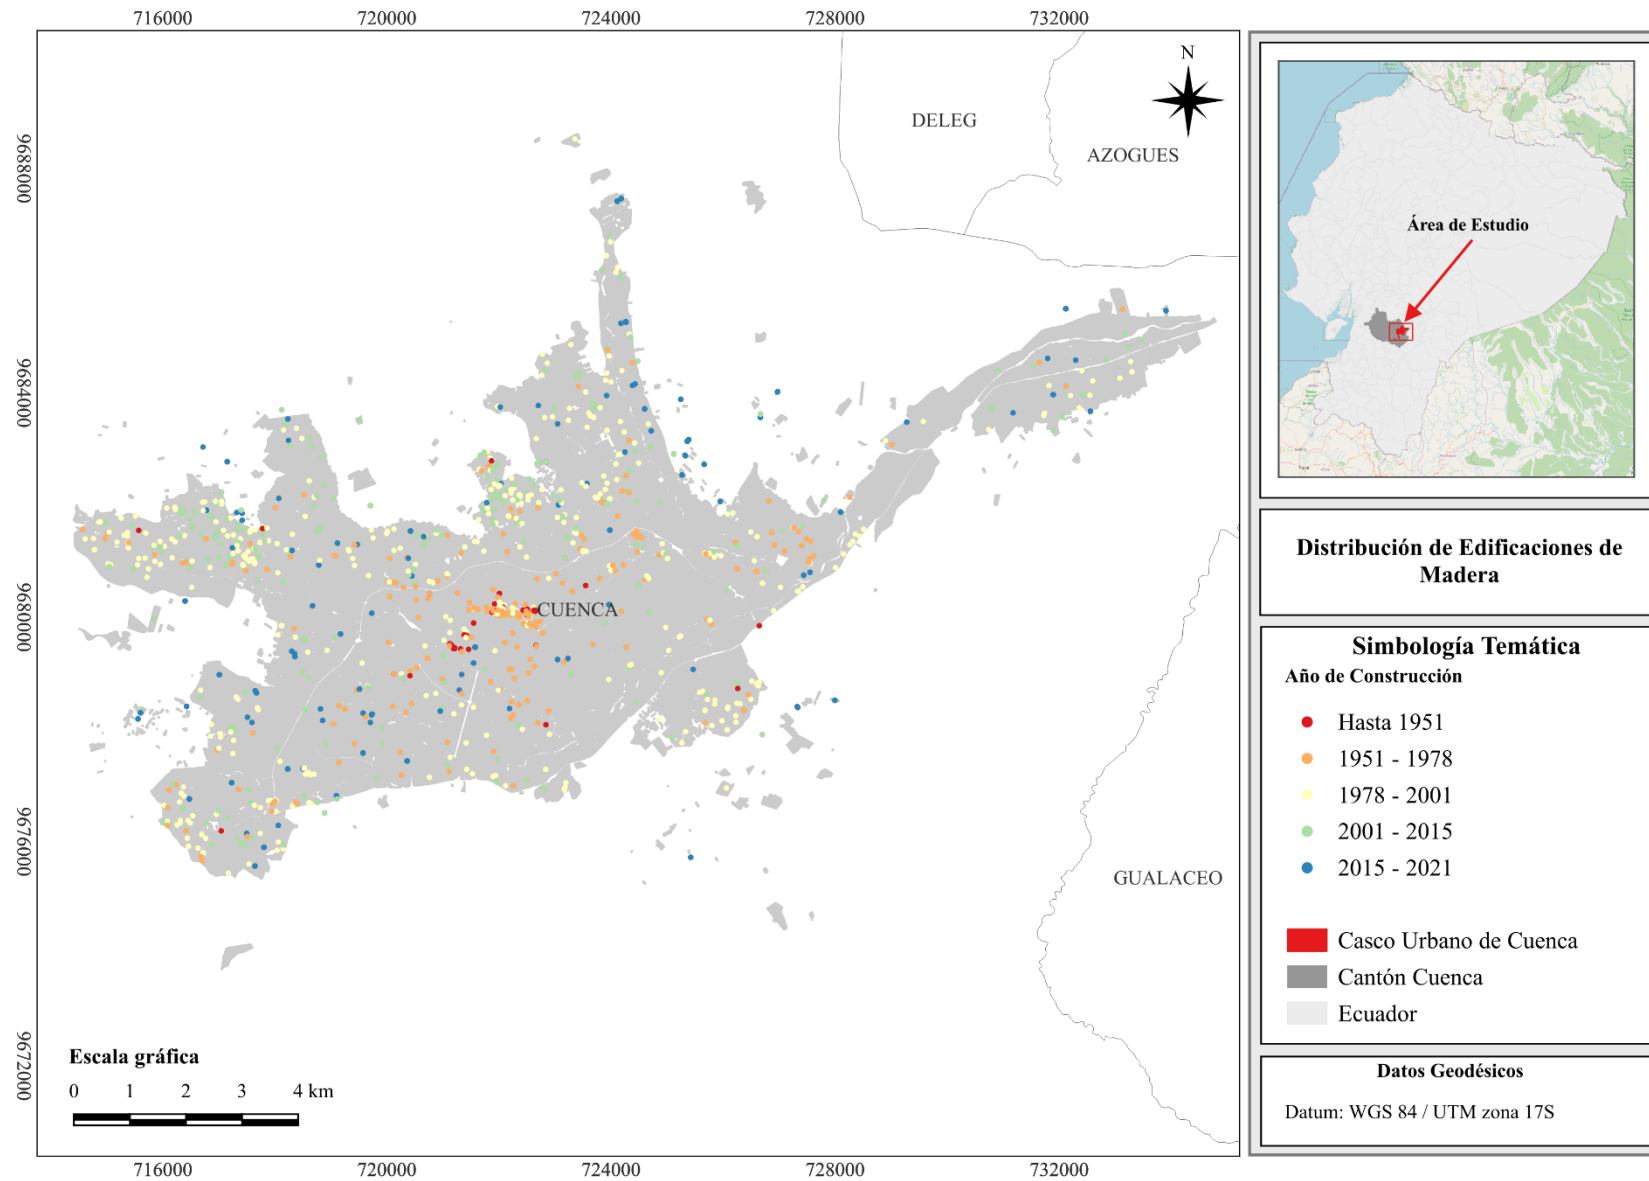 716000
720000
724000
728000
732000
N
DELEG
AZOGUES
9688000
9684000
9680000
9676000
9672000
CUENCA
GUALACEO
Escala gráfica
0 1 2 3 4 km
716000
720000
724000
728000
732000
Área de Estudio
Distribución de Edificaciones de
Madera
Simbología Temática
Año de Construcción
Hasta 1951
1951 - 1978
1978 - 2001
2001 - 2015
2015 - 2021
Casco Urbano de Cuenca
Cantón Cuenca
Ecuador
Datos Geodésicos
Datum: WGS 84 / UTM zona 17S